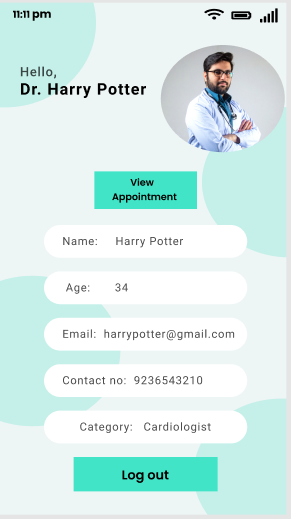 11:11 pm
Hello,
Dr. Harry Potter
View
Appointment
Name: Harry Potter
Age: 34
Email: harrypotter@gmail.com
Contact no: 9236543210
Category: Cardiologist
Log out